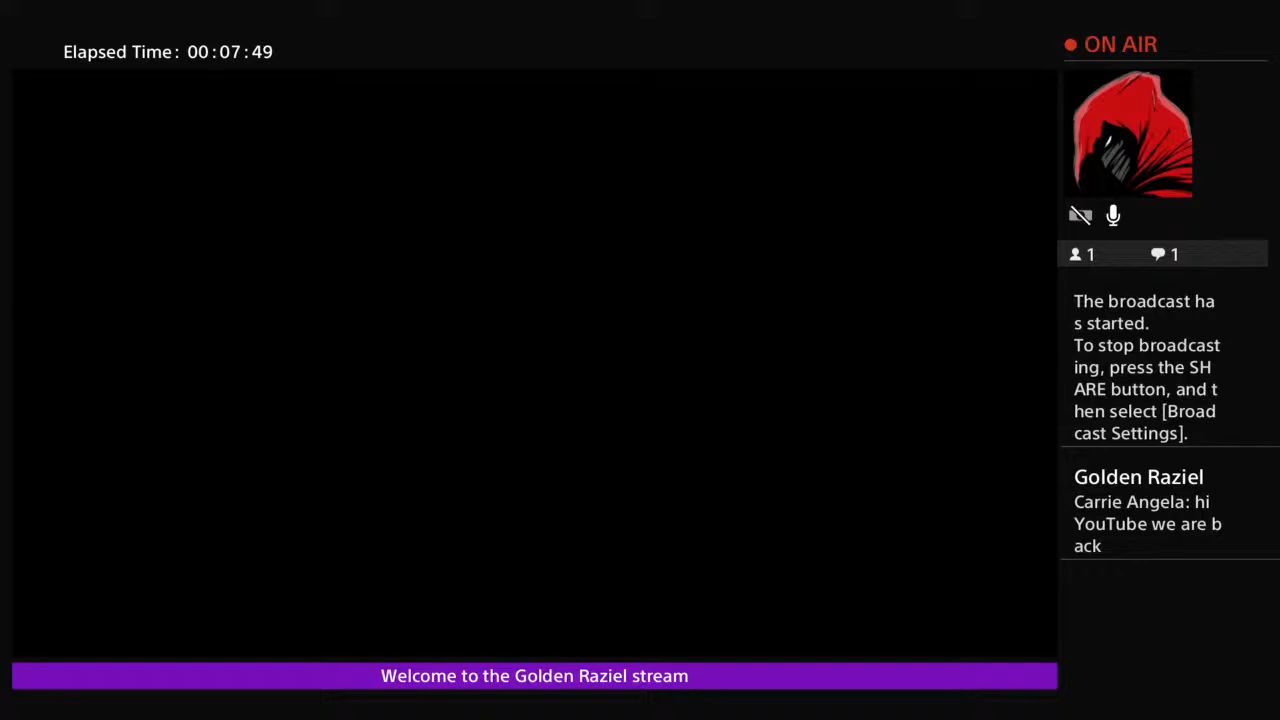 Elapsed Time: 00:07:49
ON AIR
1 1
The broadcast ha
s started.
To stop broadcast
ing, press the SH
ARE button, and t
hen select [Broad
cast Settings].
Golden Raziel
Carrie Angela: hi
YouTube we are b
ack
Welcome to the Golden Raziel stream